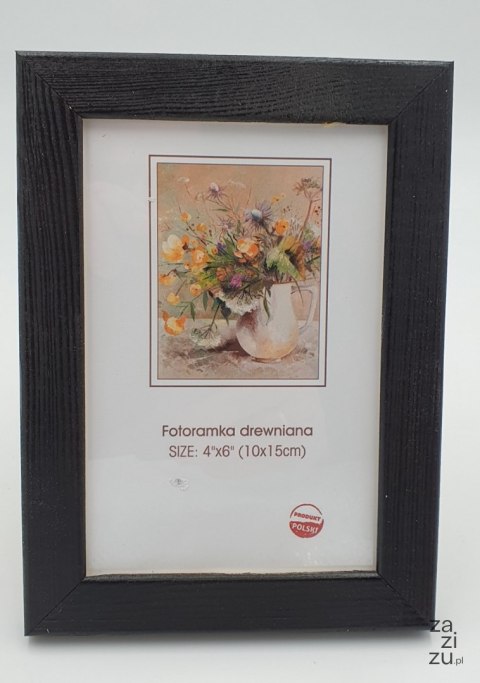 Fotoramka drewniana
SIZE: 4"x6" (10x15cm)
PRODUKT
POLSKI
za
zi
zu.pl